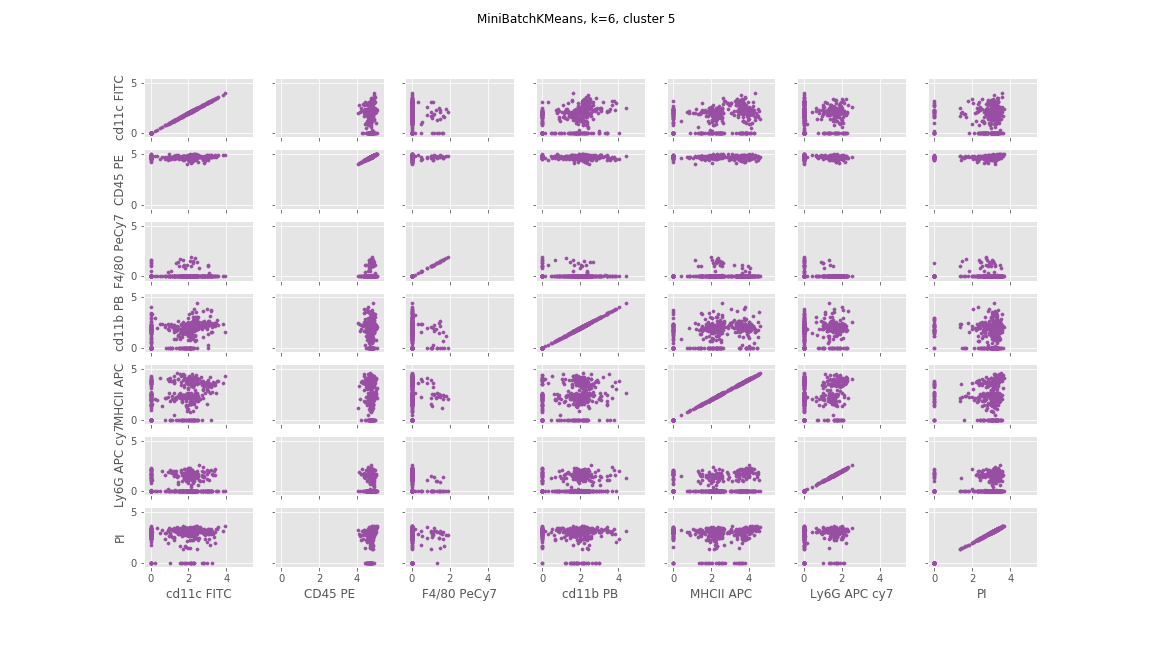 MiniBatchKMeans, k=6, cluster 5
cd11c FITC
5
0
CD45 PE
5
0
F4/80 PeCy7
5
0
cd11b PB
5
0
MHCII APC
5
0
Ly6G APC cy7
5
0
PI
5
0
0 2 4 0 2 4 0 2 4 0 2 4 0 2 4 0 2 4 0 2 4
cd11c FITC CD45 PE F4/80 PeCy7 cd11b PB MHCII APC Ly6G APC cy7 PI